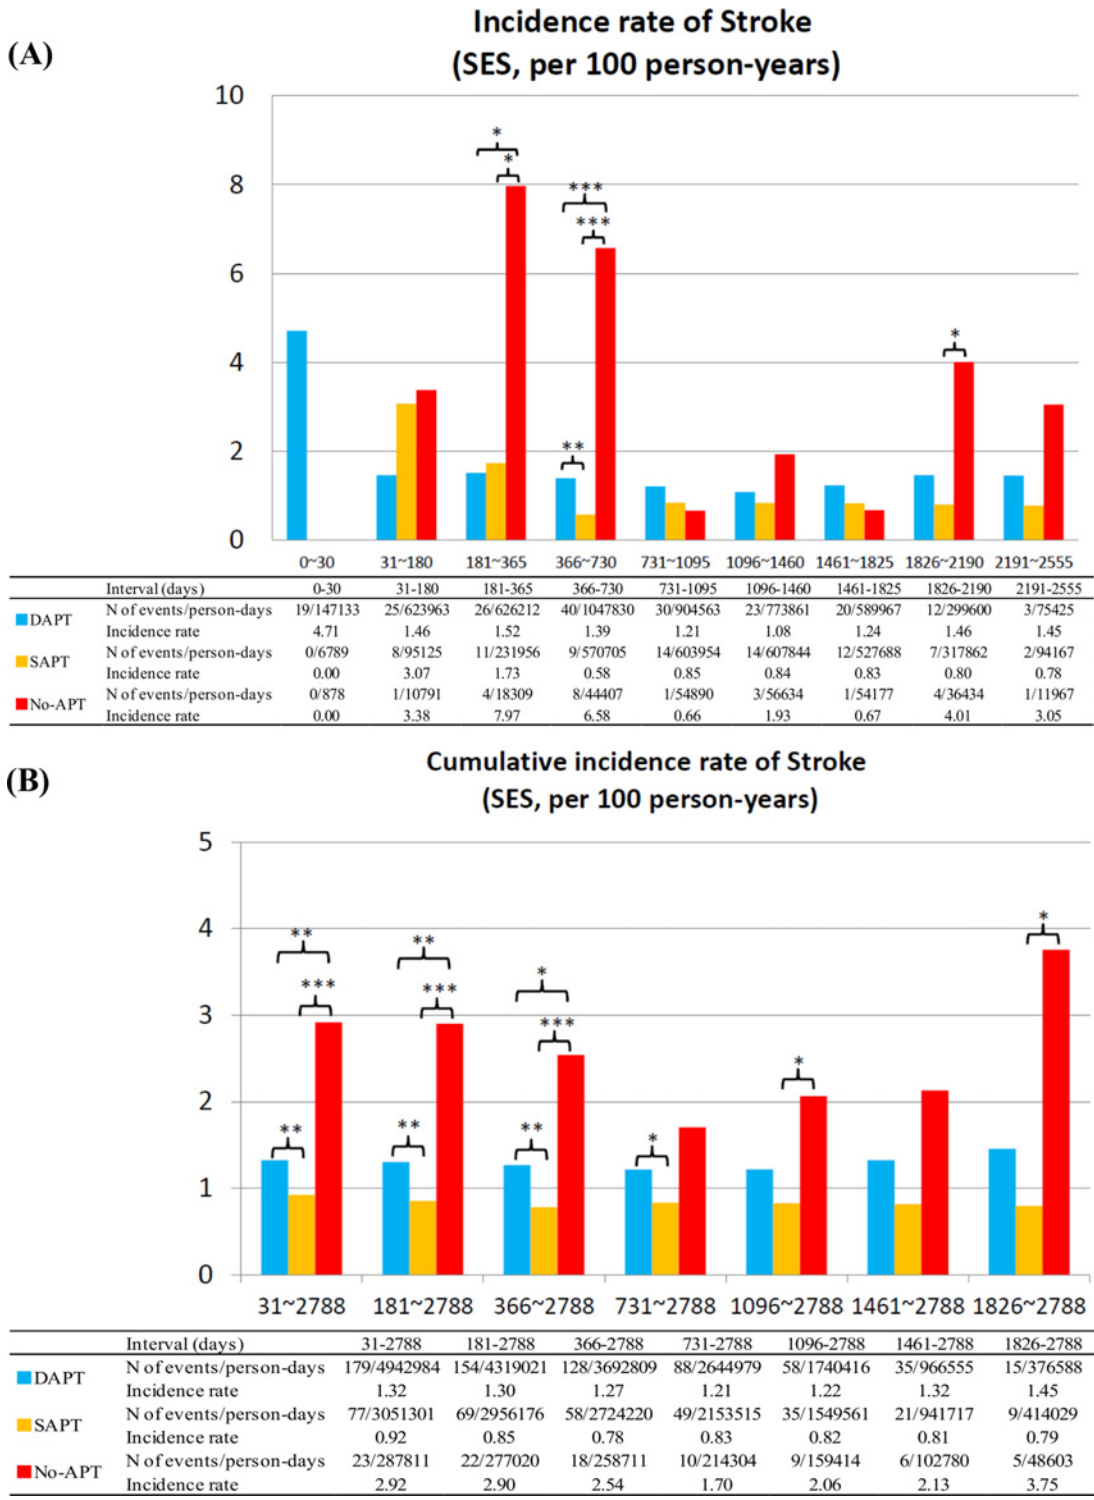 (A)
Incidence rate of Stroke
(SES, per 100 person-years)
10
8
6
4
2
0
*
*
***
***
**
*
0~30 31~180 181~365 366~730 731~1095 1096~1460 1461~1825 1826~2190 2191~2555
Interval (days) 0-30 31-180 181-365 366-730 731-1095 1096-1460 1461-1825 1826-2190 2191-2555
DAPT N of events/person-days 19/147133 25/623963 26/626212 40/1047830 30/904563 23/773861 20/589967 12/299600 3/75425
Incidence rate 4.71 1.46 1.52 1.39 1.21 1.08 1.24 1.46 1.45
SAPT N of events/person-days 0/6789 8/95125 11/231956 9/570705 14/603954 14/607844 12/527688 7/317862 2/94167
Incidence rate 0.00 3.07 1.73 0.58 0.85 0.84 0.83 0.80 0.78
No-APT N of events/person-days 0/878 1/10791 4/18309 8/44407 1/54890 3/56634 1/54177 4/36434 1/11967
Incidence rate 0.00 3.38 7.97 6.58 0.66 1.93 0.67 4.01 3.05
(B)
Cumulative incidence rate of Stroke
(SES, per 100 person-years)
5
4
3
2
1
0
**
***
**
**
***
**
*
***
**
*
*
*
31~2788 181~2788 366~2788 731~2788 1096~2788 1461~2788 1826~2788
Interval (days) 31-2788 181-2788 366-2788 731-2788 1096-2788 1461-2788 1826-2788
DAPT N of events/person-days 179/4942984 154/4319021 128/3692809 88/2644979 58/1740416 35/966555 15/376588
Incidence rate 1.32 1.30 1.27 1.21 1.22 1.32 1.45
SAPT N of events/person-days 77/3051301 69/2956176 58/2724220 49/2153515 35/1549561 21/941717 9/414029
Incidence rate 0.92 0.85 0.78 0.83 0.82 0.81 0.79
No-APT N of events/person-days 23/287811 22/277020 18/258711 10/214304 9/159414 6/102780 5/48603
Incidence rate 2.92 2.90 2.54 1.70 2.06 2.13 3.75